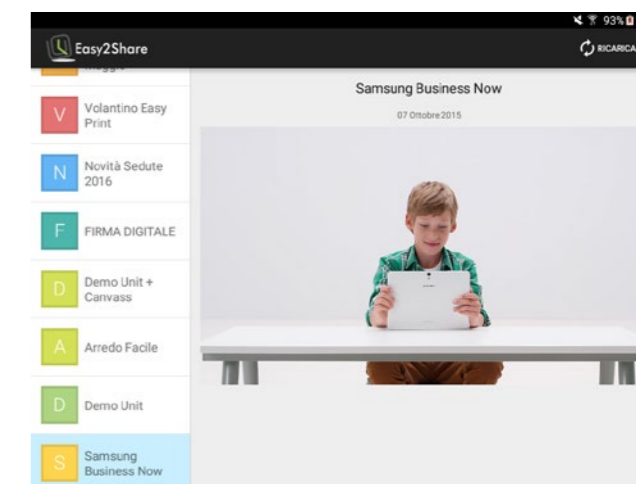 93%
Easy2Share
RICARICA
Maggio
V
Volantino Easy
Print
N
Novità Sedute
2016
F
FIRMA DIGITALE
D
Demo Unit +
Canvass
A
Arredo Facile
D
Demo Unit
S
Samsung
Business Now
Samsung Business Now
07 Ottobre 2015